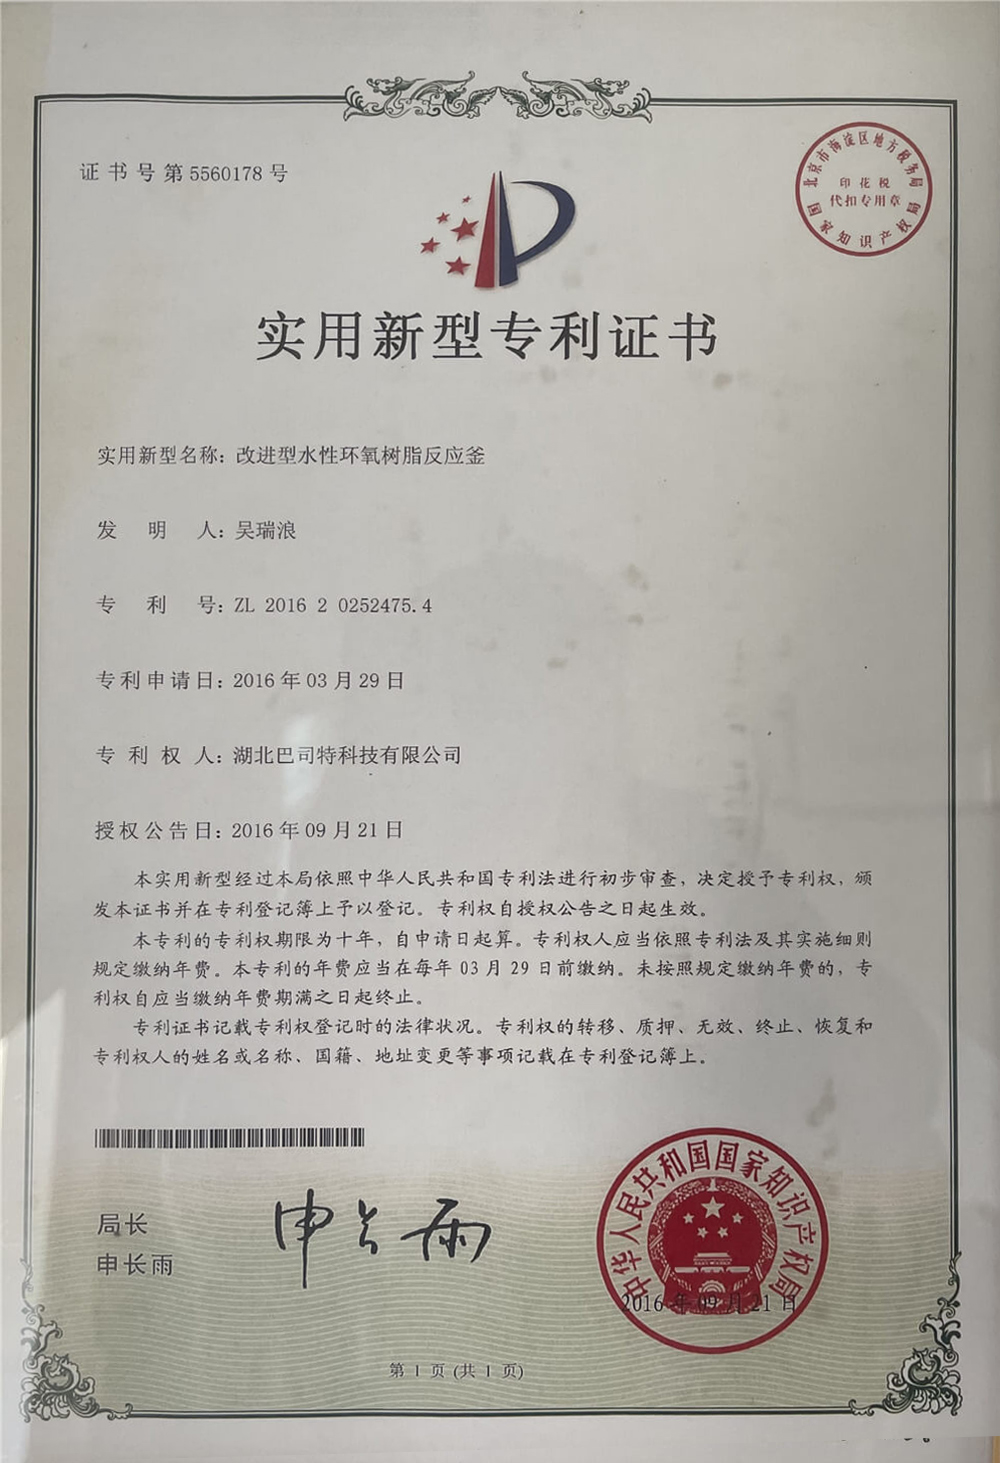 证书号第5560178号
北京市海淀区地方税务局
印花税
代扣专用章
国家知识产权局
实用新型专利证书
实用新型名称：改进型水性环氧树脂反应釜
发明人：吴瑞浪
专利号：ZL 2016 2 0252475.4
专利申请日：2016年03月29日
专利权人：湖北巴司特科技有限公司
授权公告日：2016年09月21日
本实用新型经过本局依照中华人民共和国专利法进行初步审查，决定授予专利权，颁
发本证书并在专利登记簿上予以登记。专利权自授权公告之日起生效。
本专利的专利权期限为十年，自申请日起算。专利权人应当依照专利法及其实施细则
规定缴纳年费。本专利的年费应当在每年03月29日前缴纳。未按照规定缴纳年费的，专
利权自应当缴纳年费期满之日起终止。
专利证书记载专利权登记时的法律状况。专利权的转移、质押、无效、终止、恢复和
专利权人的姓名或名称、国籍、地址变更等事项记载在专利登记簿上。
局长
申长雨
申长雨
中华人民共和国国家知识产权局
2016年09月21日
第1页(共1页)